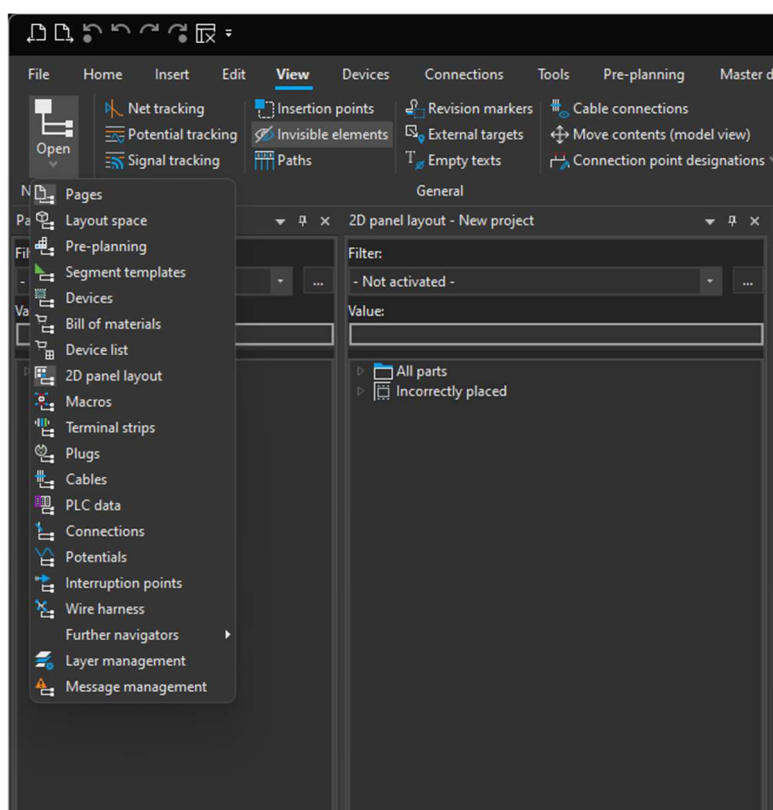 File Home Insert Edit View Devices Connections Tools Pre-planning Master d
Open
Net tracking
Potential tracking
Signal tracking
Insertion points
Invisible elements
Paths
Revision markers
External targets
Empty texts
Cable connections
Move contents (model view)
Connection point designations
N
General
Pa
2D panel layout - New project
Fil
Filter:
-
...
- Not activated -
...
Va
Value:
Pages
Layout space
Pre-planning
Segment templates
Devices
Bill of materials
Device list
2D panel layout
Macros
Terminal strips
Plugs
Cables
PLC data
Connections
Potentials
Interruption points
Wire harness
Further navigators
Layer management
Message management
All parts
Incorrectly placed